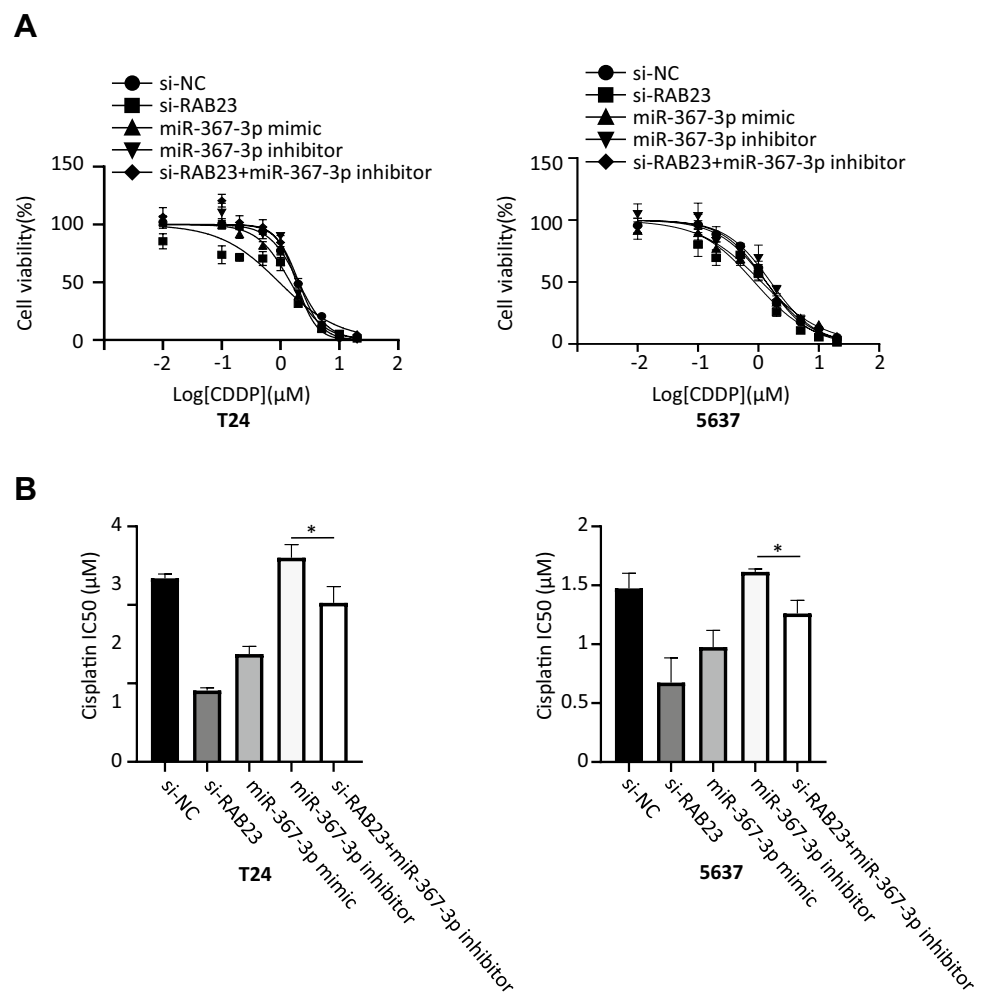 A
si-NC
si-RAB23
miR-367-3p mimic
miR-367-3p inhibitor
si-RAB23+miR-367-3p inhibitor
Cell viability(%)
150
100
50
0
-2
-1
0
1
2
Log[CDDP](μM)
T24
si-NC
si-RAB23
miR-367-3p mimic
miR-367-3p inhibitor
si-RAB23+miR-367-3p inhibitor
Cell viability(%)
150
100
50
0
-2
-1
0
1
2
Log[CDDP](μM)
5637
B
Cisplatin IC50 (μM)
4
3
2
1
0
*
si-NC
si-RAB23
miR-367-3p mimic
miR-367-3p inhibitor
si-RAB23+miR-367-3p inhibitor
T24
Cisplatin IC50 (μM)
2
1.5
1
0.5
0
*
si-NC
si-RAB23
miR-367-3p mimic
miR-367-3p inhibitor
si-RAB23+miR-367-3p inhibitor
5637